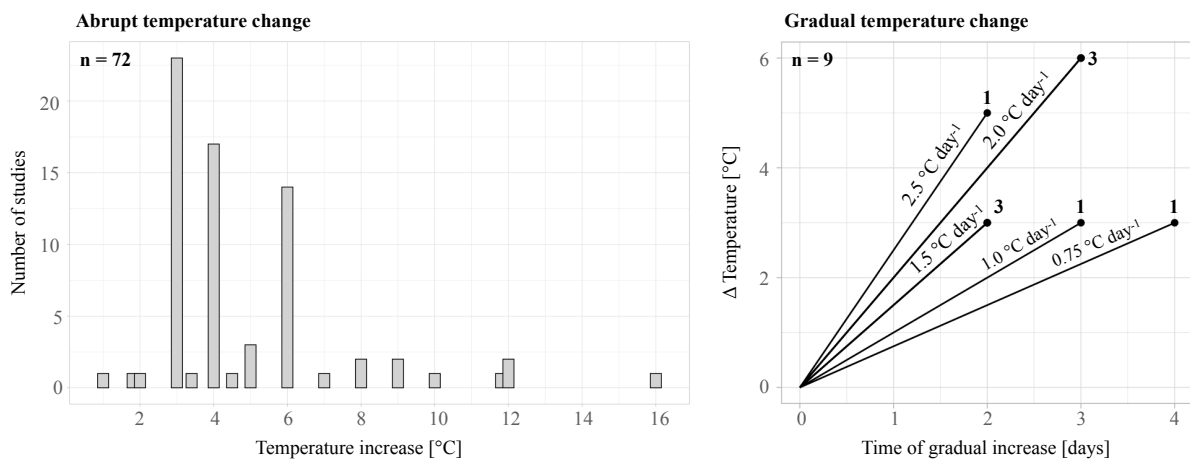 Abrupt temperature change
n = 72
Number of studies
20
15
10
5
0
2
4
6
8
10
12
14
16
Temperature increase [°C]
Gradual temperature change
n = 9
Δ Temperature [°C]
6
4
2
0
1
3
2.5 °C day⁻¹
2.0 °C day⁻¹
3
1
1
1.5 °C day⁻¹
1.0 °C day⁻¹
0.75 °C day⁻¹
0
1
2
3
4
Time of gradual increase [days]